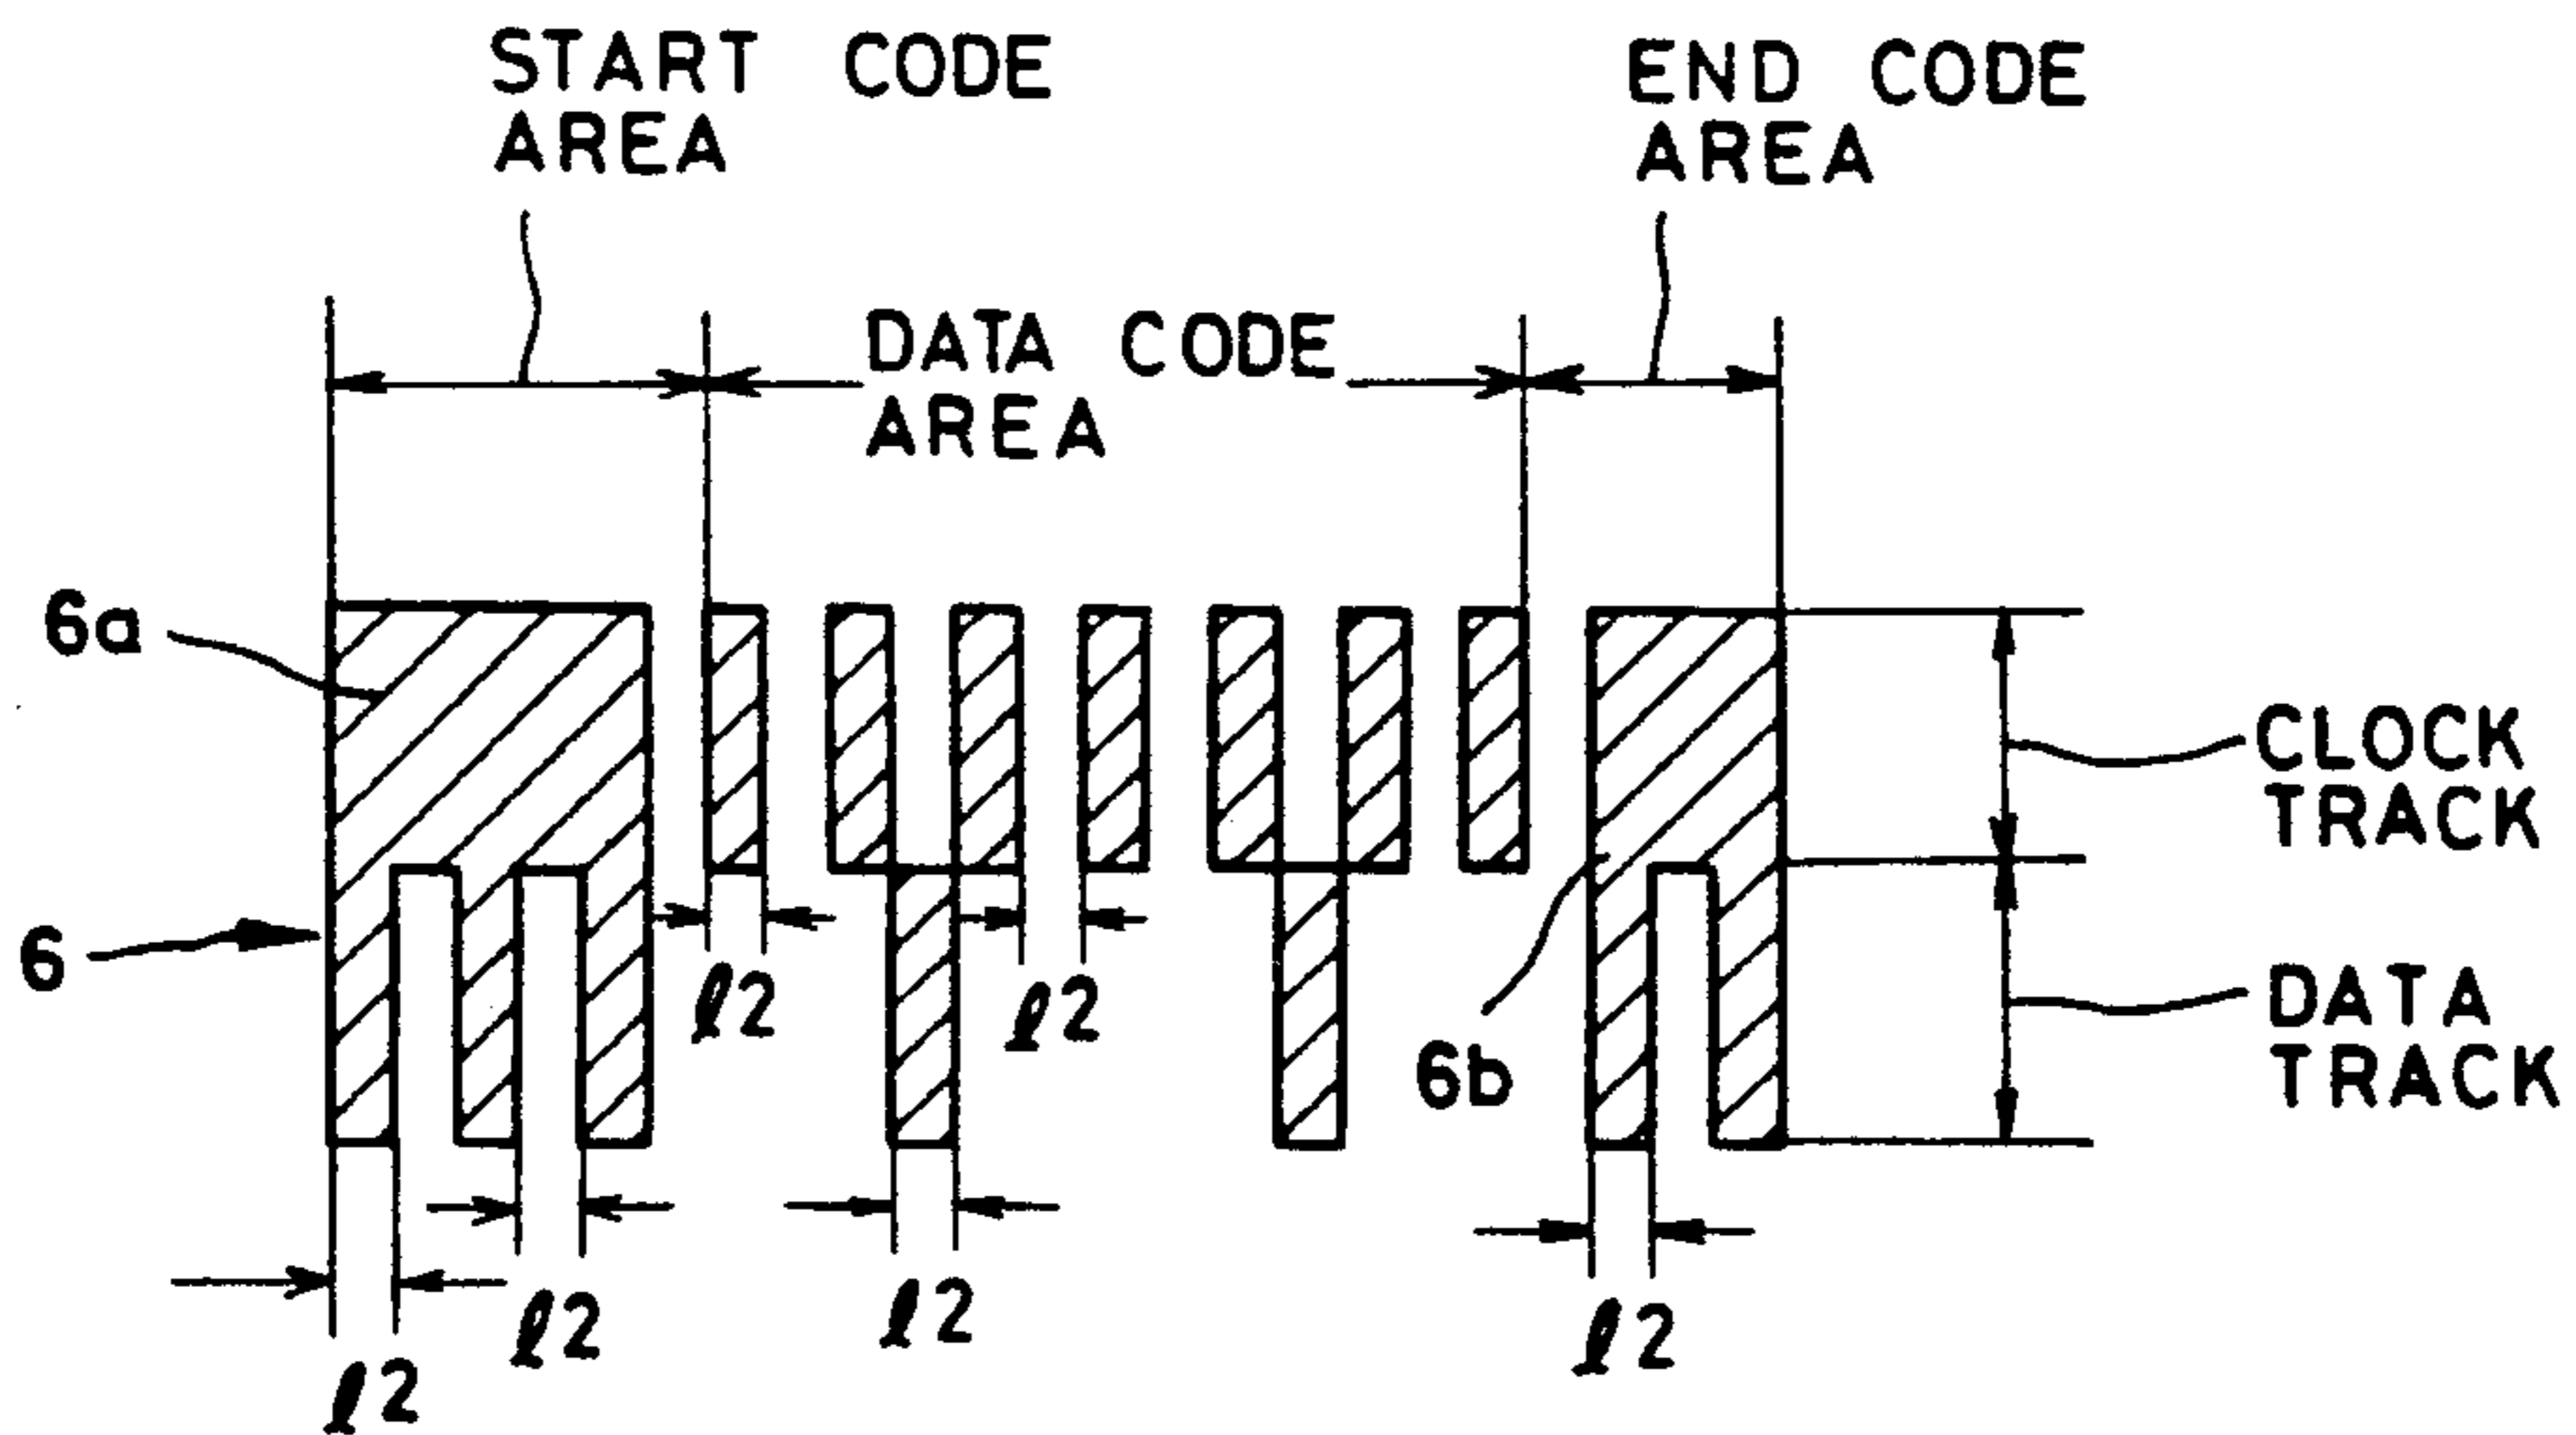 START CODE
AREA
END CODE
AREA
DATA CODE
AREA
6a
CLOCK
TRACK
6
ℓ2
ℓ2
6b
DATA
TRACK
ℓ2
ℓ2
ℓ2
ℓ2